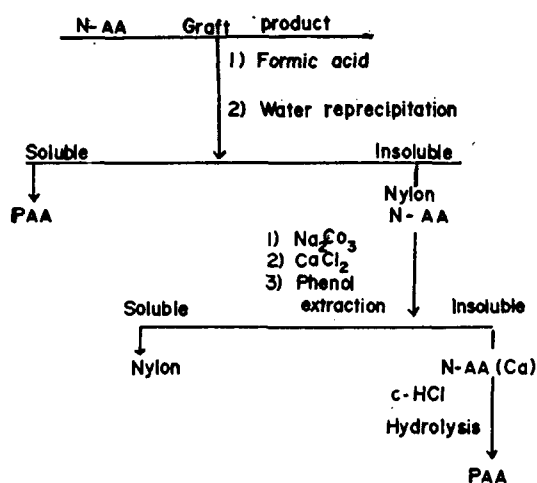 N-AA Graft product
1) Formic acid
2) Water reprecipitation
Soluble Insoluble
PAA Nylon
N-AA
1) Na2CO3
2) CaCl2
3) Phenol
extraction
Soluble Insoluble
Nylon N-AA (Ca)
c-HCl
Hydrolysis
PAA